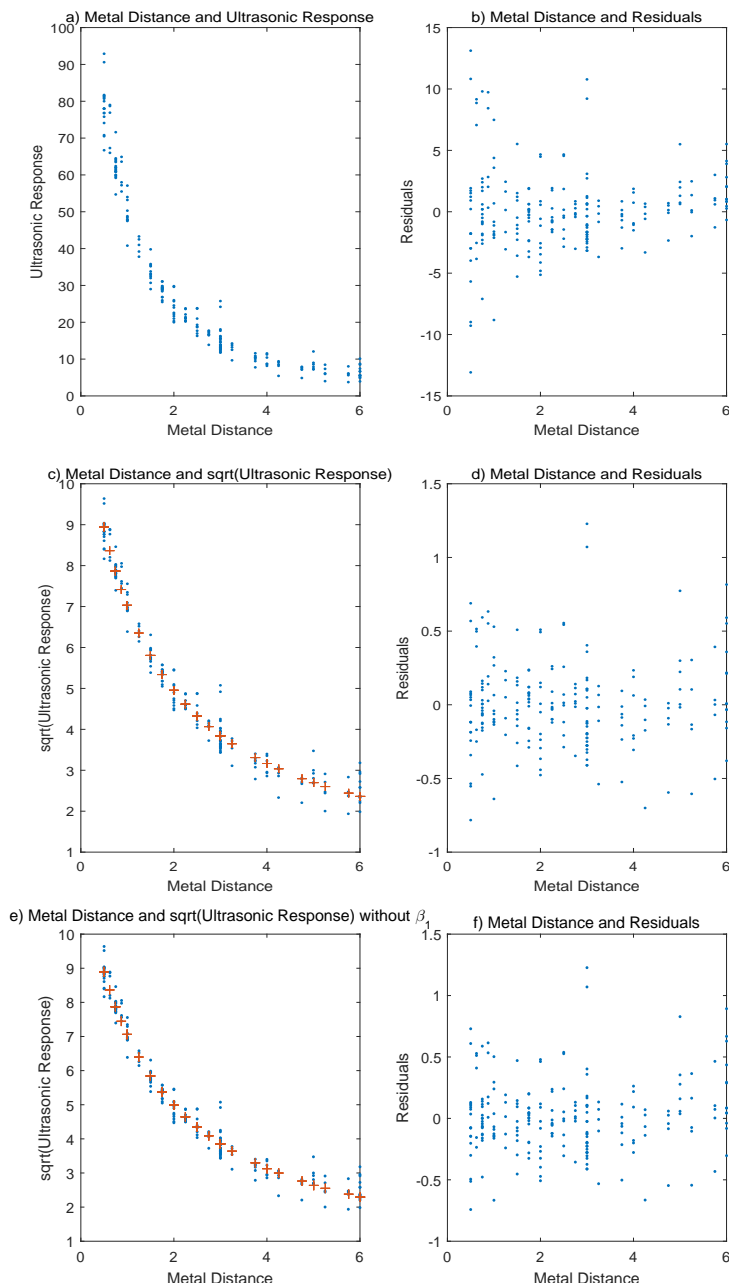 a) Metal Distance and Ultrasonic Response
100
90
80
70
60
50
40
30
20
10
0
Ultrasonic Response
0 2 4 6
Metal Distance
b) Metal Distance and Residuals
15
10
5
0
-5
-10
-15
Residuals
0 2 4 6
Metal Distance
c) Metal Distance and sqrt(Ultrasonic Response)
10
9
8
7
6
5
4
3
2
1
sqrt(Ultrasonic Response)
0 2 4 6
Metal Distance
d) Metal Distance and Residuals
1.5
1
0.5
0
-0.5
-1
Residuals
0 2 4 6
Metal Distance
e) Metal Distance and sqrt(Ultrasonic Response) without β₁
10
9
8
7
6
5
4
3
2
1
sqrt(Ultrasonic Response)
0 2 4 6
Metal Distance
f) Metal Distance and Residuals
1.5
1
0.5
0
-0.5
-1
Residuals
0 2 4 6
Metal Distance